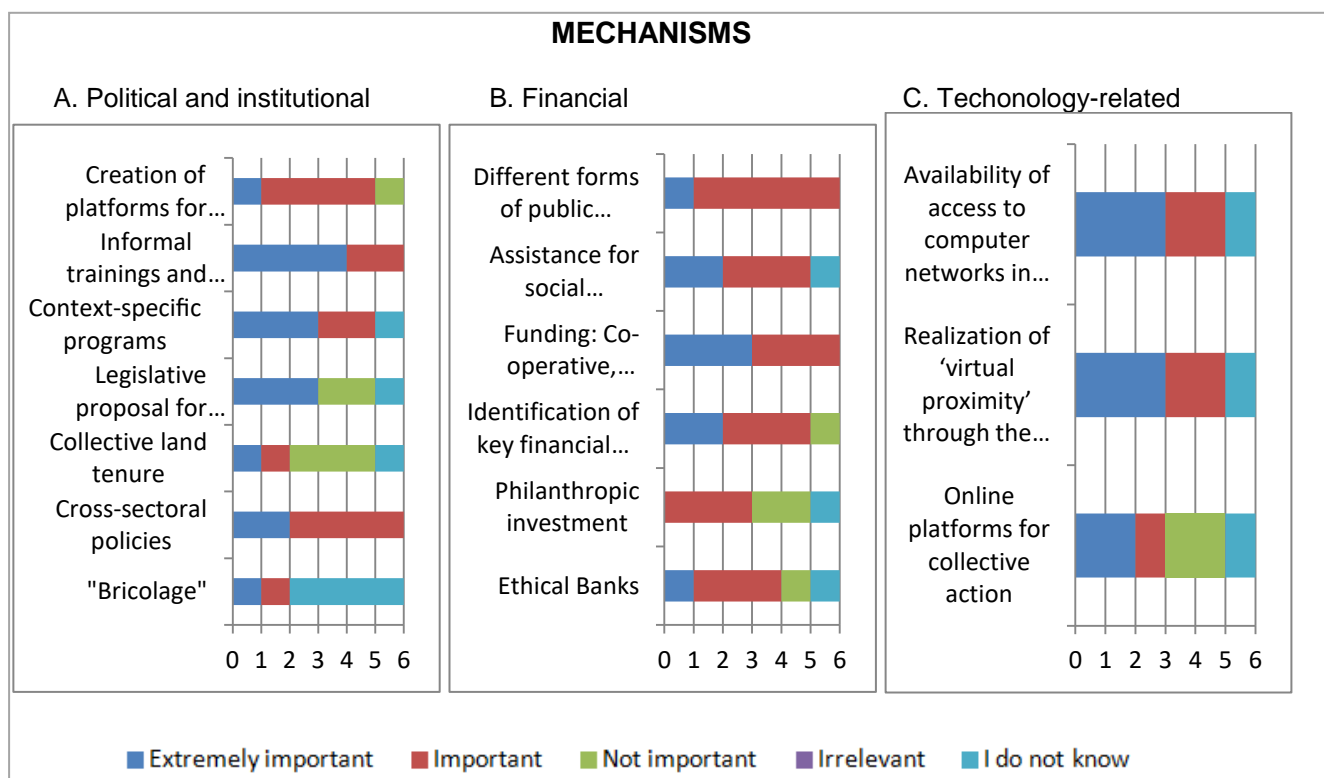 MECHANISMS
A. Political and institutional
Creation of
platforms for...
Informal
trainings and...
Context-specific
programs
Legislative
proposal for...
Collective land
tenure
Cross-sectoral
policies
"Bricolage"
0 1 2 3 4 5 6
B. Financial
Different forms
of public...
Assistance for
social...
Funding: Co-
operative,...
Identification of
key financial...
Philanthropic
investment
Ethical Banks
0 1 2 3 4 5 6
C. Techonology-related
Availability of
access to
computer
networks in...
Realization of
‘virtual
proximity’
through the...
Online
platforms for
collective
action
0 1 2 3 4 5 6
Extremely important Important Not important Irrelevant I do not know